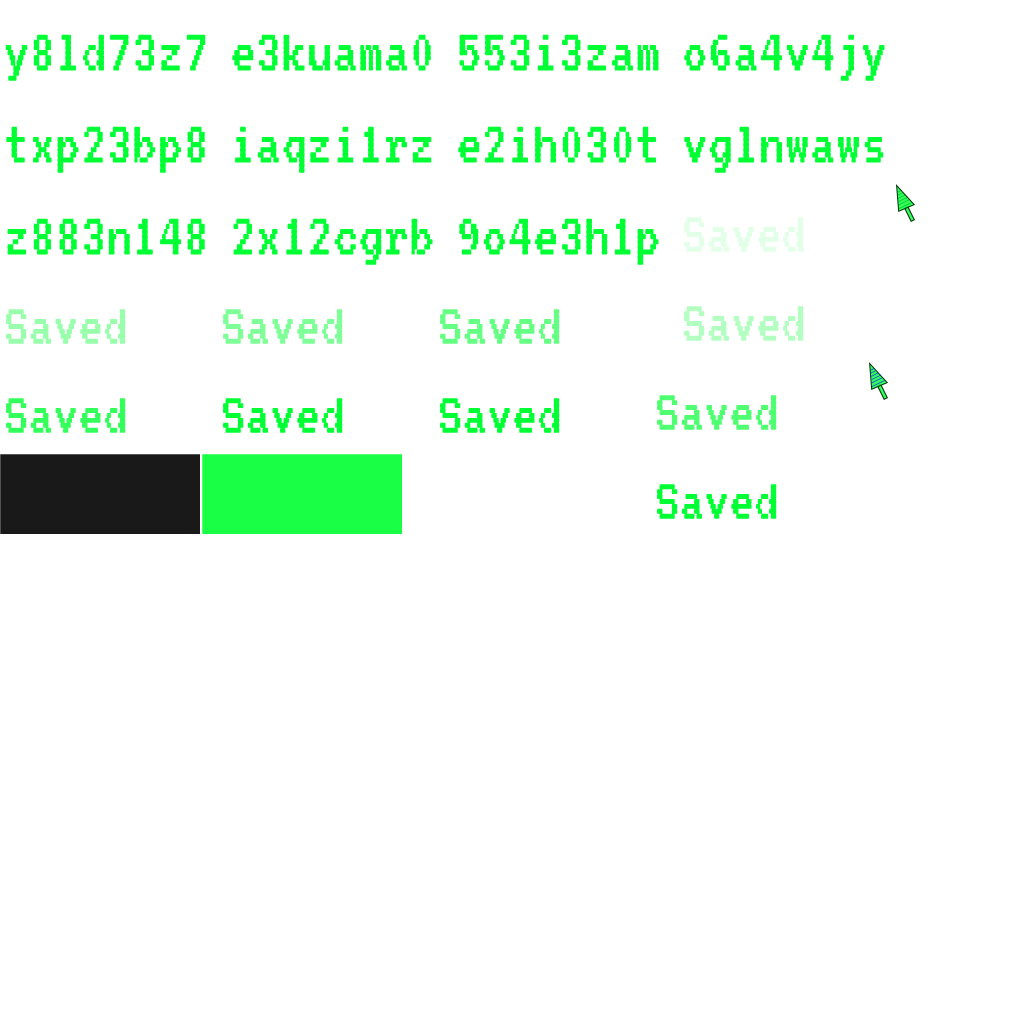 y8ld73z7 e3kuama0 553i3zam o6a4v4jy
txp23bp8 iaqzi1rz e2ih030t vglnwaws
z883n148 2x12cgrb 9o4e3h1p Saved
Saved Saved Saved Saved
Saved Saved Saved Saved
Saved